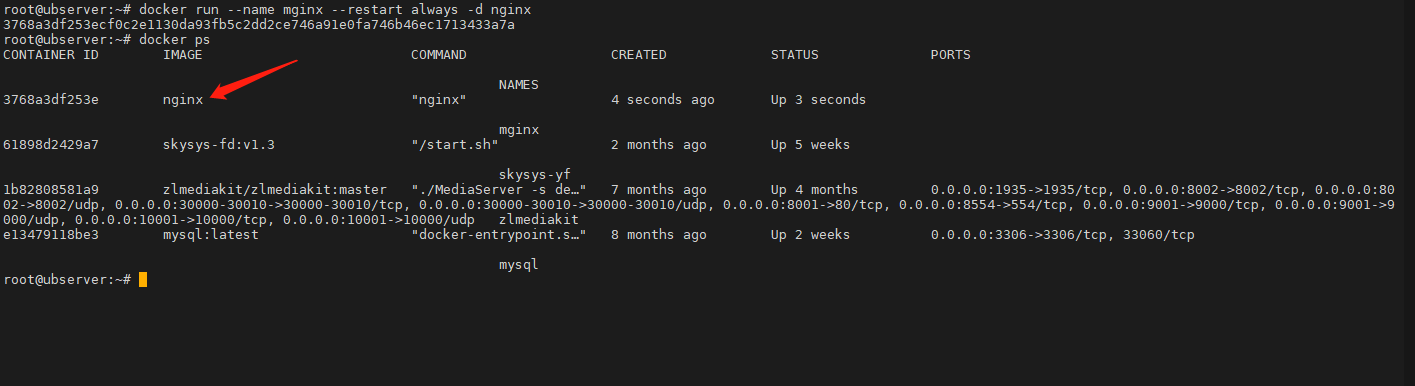 root@ubserver:~# docker run --name mginx --restart always -d nginx
3768a3df253ecf0c2e1130da93fb5c2dd2ce746a91e0fa746b46ec1713433a7a
root@ubserver:~# docker ps
CONTAINER ID        IMAGE                          COMMAND                  CREATED             STATUS              PORTS
NAMES
3768a3df253e        nginx                          "nginx"                  4 seconds ago       Up 3 seconds
mginx
61898d2429a7        skysys-fd:v1.3                 "/start.sh"              2 months ago        Up 5 weeks
skysys-yf
1b82808581a9        zlmediakit/zlmediakit:master   "./MediaServer -s de…"   7 months ago        Up 4 months         0.0.0.0:1935->1935/tcp, 0.0.0.0:8002->8002/tcp, 0.0.0.0:80
02->8002/udp, 0.0.0.0:30000-30010->30000-30010/tcp, 0.0.0.0:30000-30010->30000-30010/udp, 0.0.0.0:8001->80/tcp, 0.0.0.0:8554->554/tcp, 0.0.0.0:9001->9000/tcp, 0.0.0.0:9001->9
000/udp, 0.0.0.0:10001->10000/tcp, 0.0.0.0:10001->10000/udp   zlmediakit
e13479118be3        mysql:latest                   "docker-entrypoint.s…"   8 months ago        Up 2 weeks          0.0.0.0:3306->3306/tcp, 33060/tcp
mysql
root@ubserver:~#